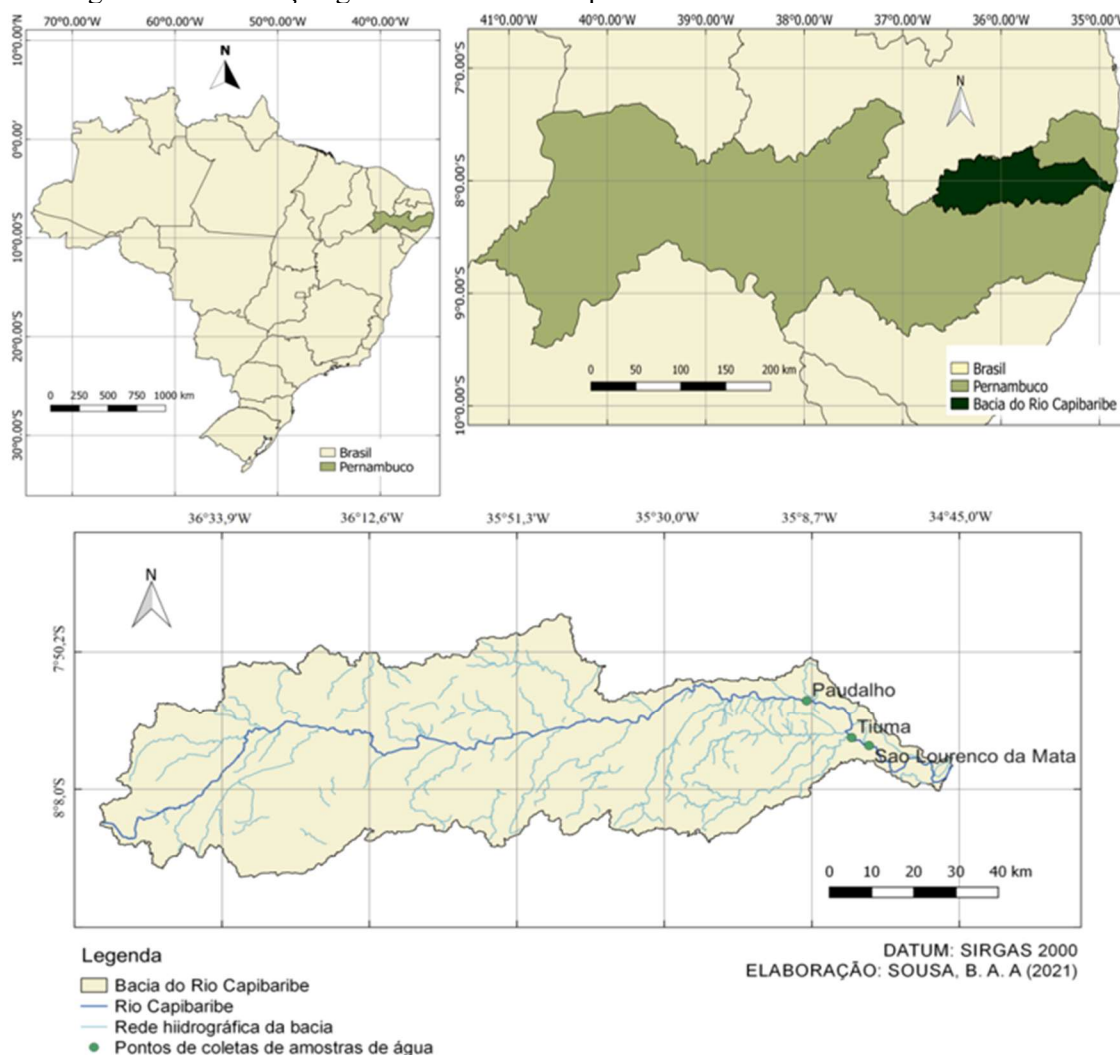 70°0.00'W 60°0.00'W 50°0.00'W 40°0.00'W
10°0.00'N
0°0.00'
10°0.00'S
20°0.00'S
30°0.00'S
N
0 250 500 750 1000 km
Brasil
Pernambuco
41°0.00'W 40°0.00'W 39°0.00'W 38°0.00'W 37°0.00'W 36°0.00'W 35°0.00'W
7°0.00'S
8°0.00'S
9°0.00'S
10°0.00'S
N
0 50 100 150 200 km
Brasil
Pernambuco
Bacia do Rio Capibaribe
36°33,9'W 36°12,6'W 35°51,3'W 35°30,0'W 35°8,7'W 34°45,0'W
7°50,2'S
8°8,0'S
N
Paudalho
Tiuma
Sao Lourenco da Mata
0 10 20 30 40 km
Legenda
Bacia do Rio Capibaribe
Rio Capibaribe
Rede hiidrográfica da bacia
Pontos de coletas de amostras de água
DATUM: SIRGAS 2000
ELABORAÇÃO: SOUSA, B. A. A (2021)